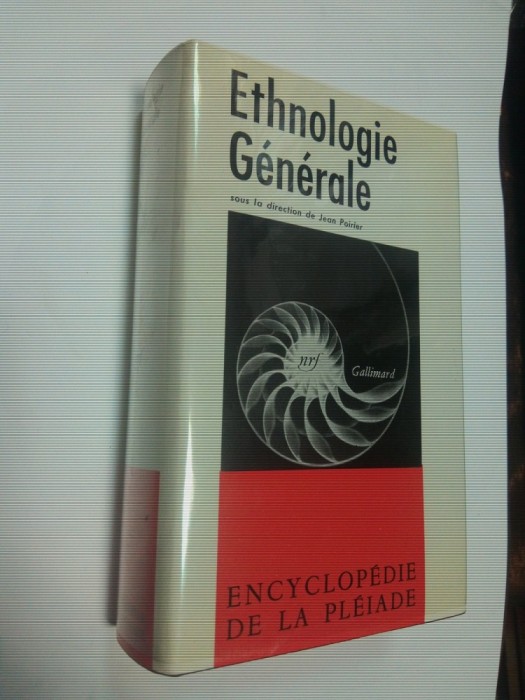 Ethnologie
Générale
sous la direction de Jean Poirier
nrf
Gallimard
ENCYCLOPÉDIE
DE LA PLÉIADE